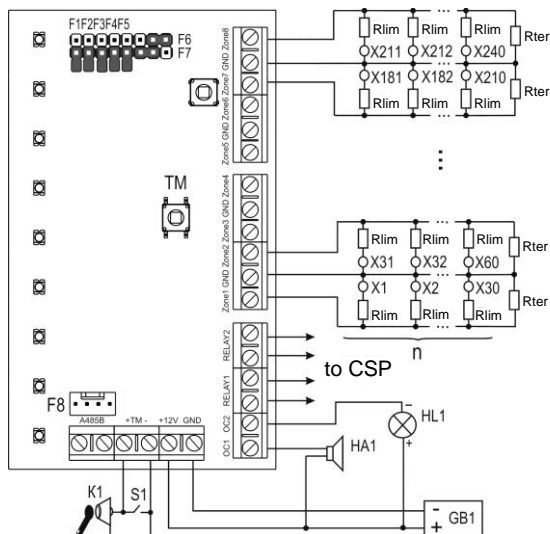 F1F2F3F4F5
F6
F7
TM
F8
A485B +TM - +12V GND
Zone5 GND Zone6 Zone7 GND Zone8
Zone1 GND Zone2 Zone3 GND Zone4
RELAY1 RELAY2
OC1 OC2
Rlim Rlim Rlim
X211 X212 X240
Rter
X181 X182 X210
Rlim Rlim Rlim
Rter
...
Rlim Rlim Rlim
X31 X32 X60
Rter
X1 X2 X30
Rlim Rlim Rlim
Rter
n
to CSP
HL1
HA1
K1 S1
GB1
- +